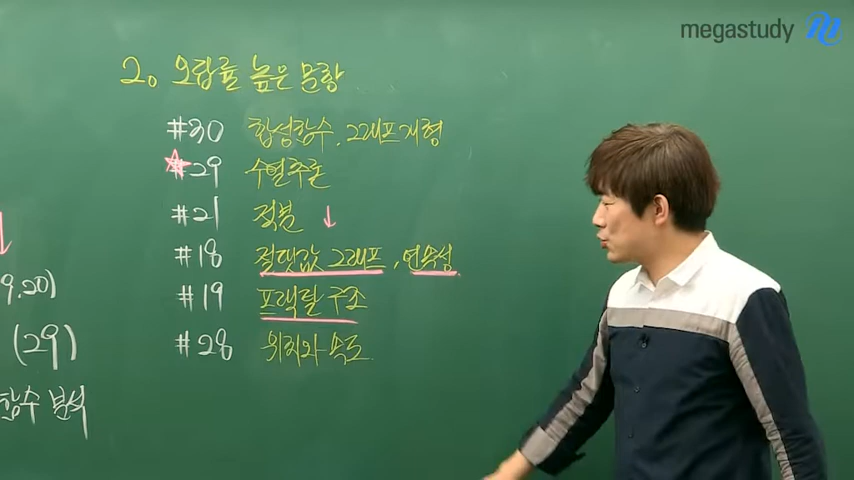 megastudy
2. 오답률 높은 문항
#30 합성함수, 그래프개형
#29 수열추론
#21 적분 ↓
#18 절댓값 그래프, 연속성
#19 프랙탈 구조
#28 위치와 속도
9.20)
(29)
함수 분석